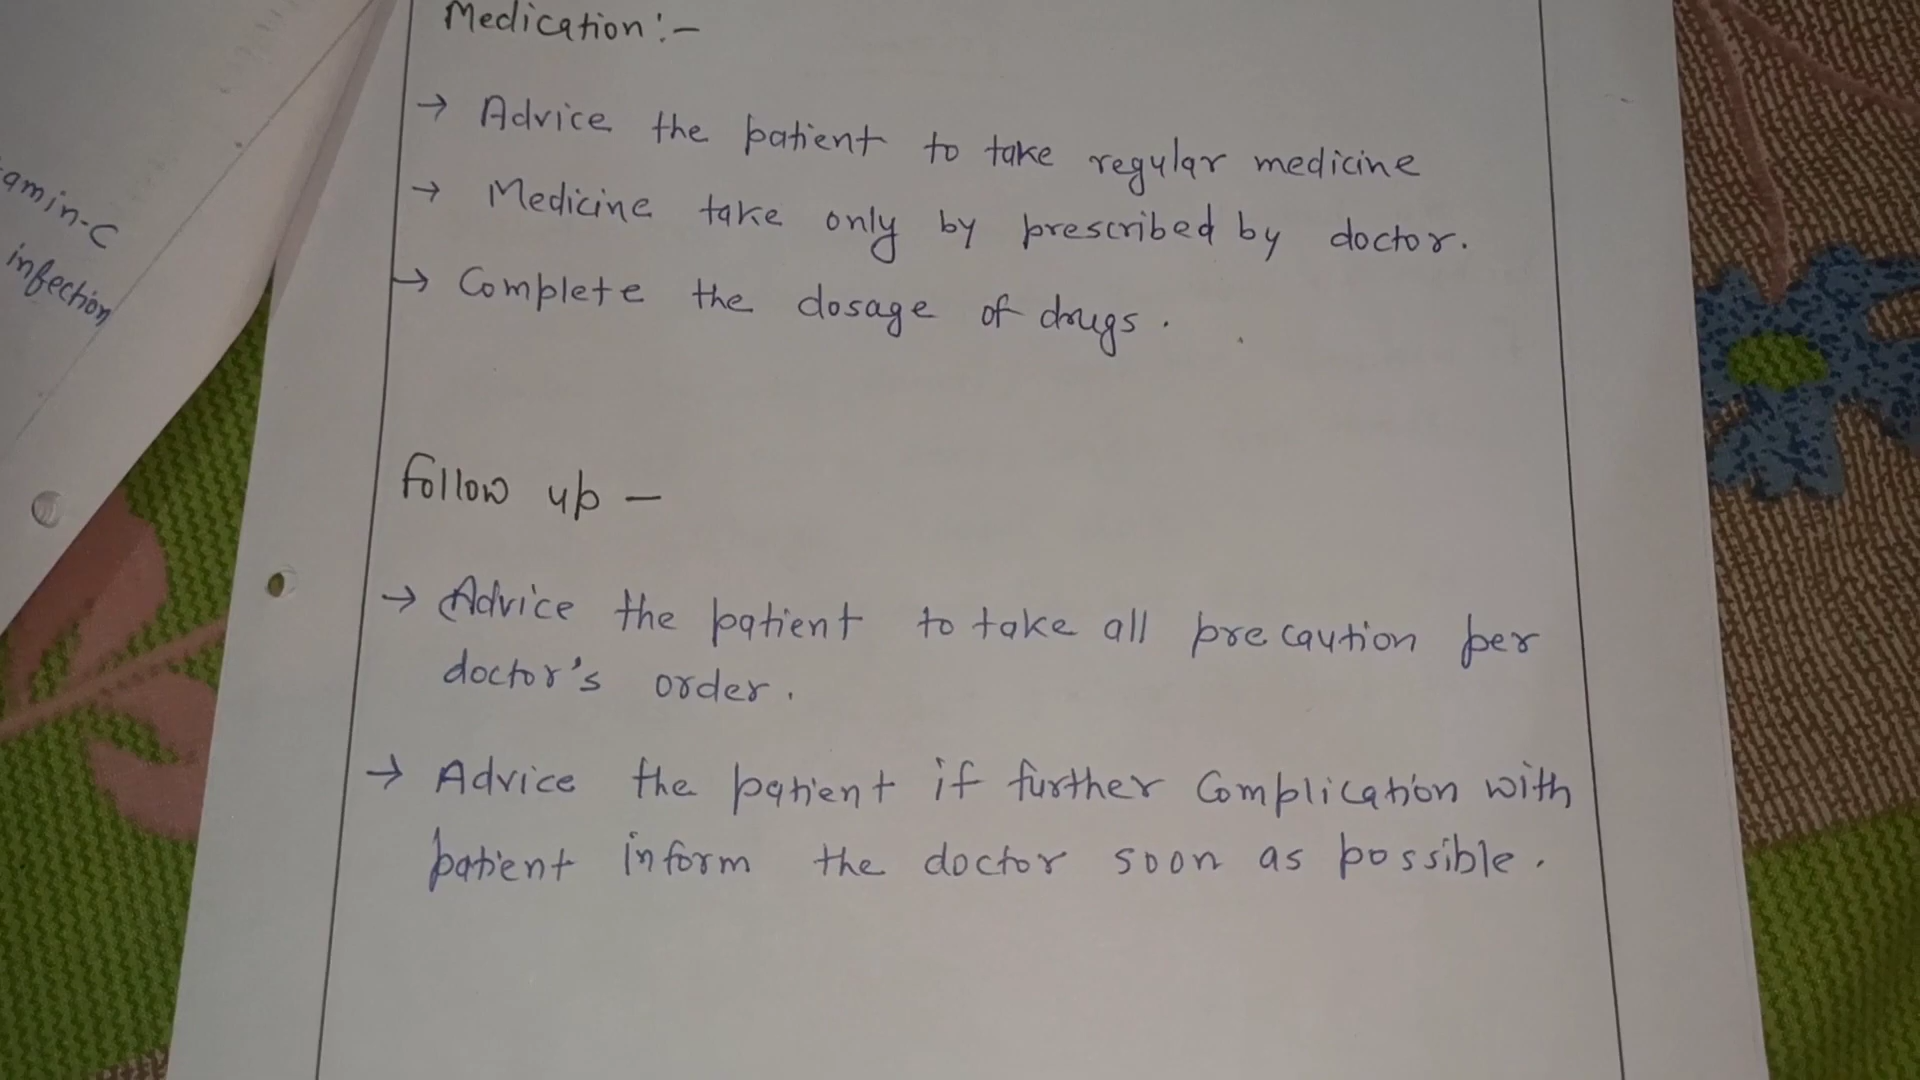 Medication:-
→ Advice the patient to take regular medicine
→ Medicine take only by prescribed by doctor.
→ Complete the dosage of drugs.
Follow up -
→ Advice the patient to take all precaution per
doctor's order.
→ Advice the patient if further Complication with
patient inform the doctor soon as possible.
amin-C
infection